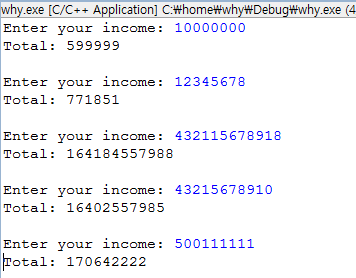 why.exe [C/C++ Application] C:₩home₩why₩Debug₩why.exe (4
Enter your income: 10000000
Total: 599999
Enter your income: 12345678
Total: 771851
Enter your income: 432115678918
Total: 164184557988
Enter your income: 43215678910
Total: 16402557985
Enter your income: 500111111
Total: 170642222